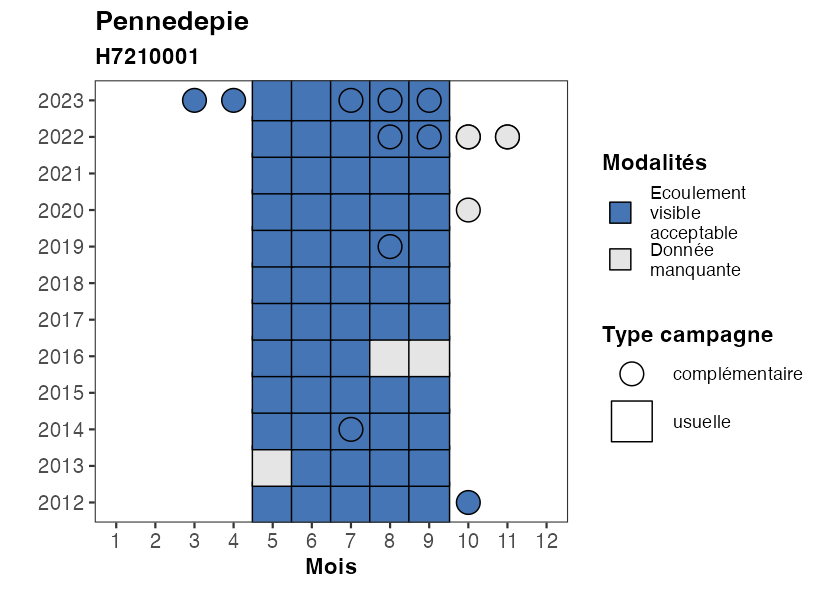 Pennedepie
H7210001
2023
2022
2021
2020
2019
2018
2017
2016
2015
2014
2013
2012
1 2 3 4 5 6 7 8 9 10 11 12
Mois
Modalités
Ecoulement
visible
acceptable
Donnée
manquante
Type campagne
complémentaire
usuelle